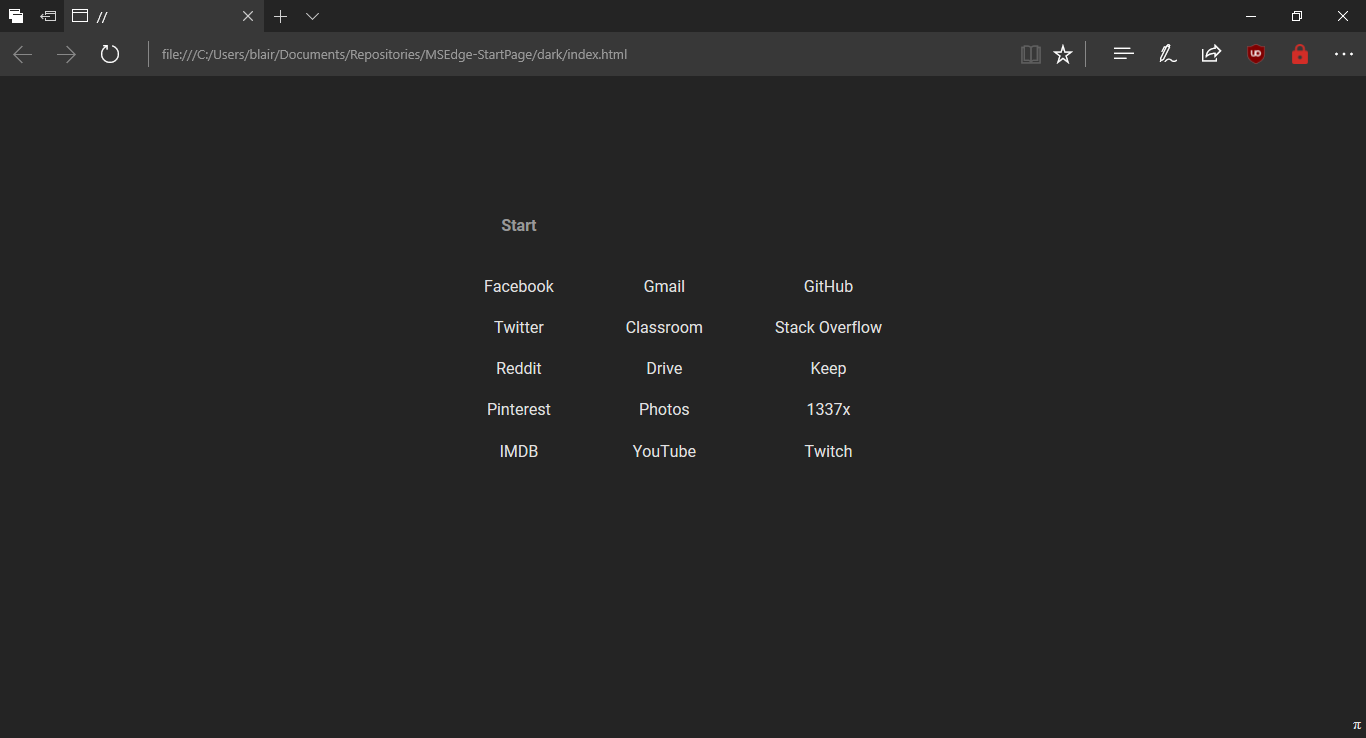 //
file:///C:/Users/blair/Documents/Repositories/MSEdge-StartPage/dark/index.html
Start
Facebook Gmail GitHub
Twitter Classroom Stack Overflow
Reddit Drive Keep
Pinterest Photos 1337x
IMDB YouTube Twitch
π